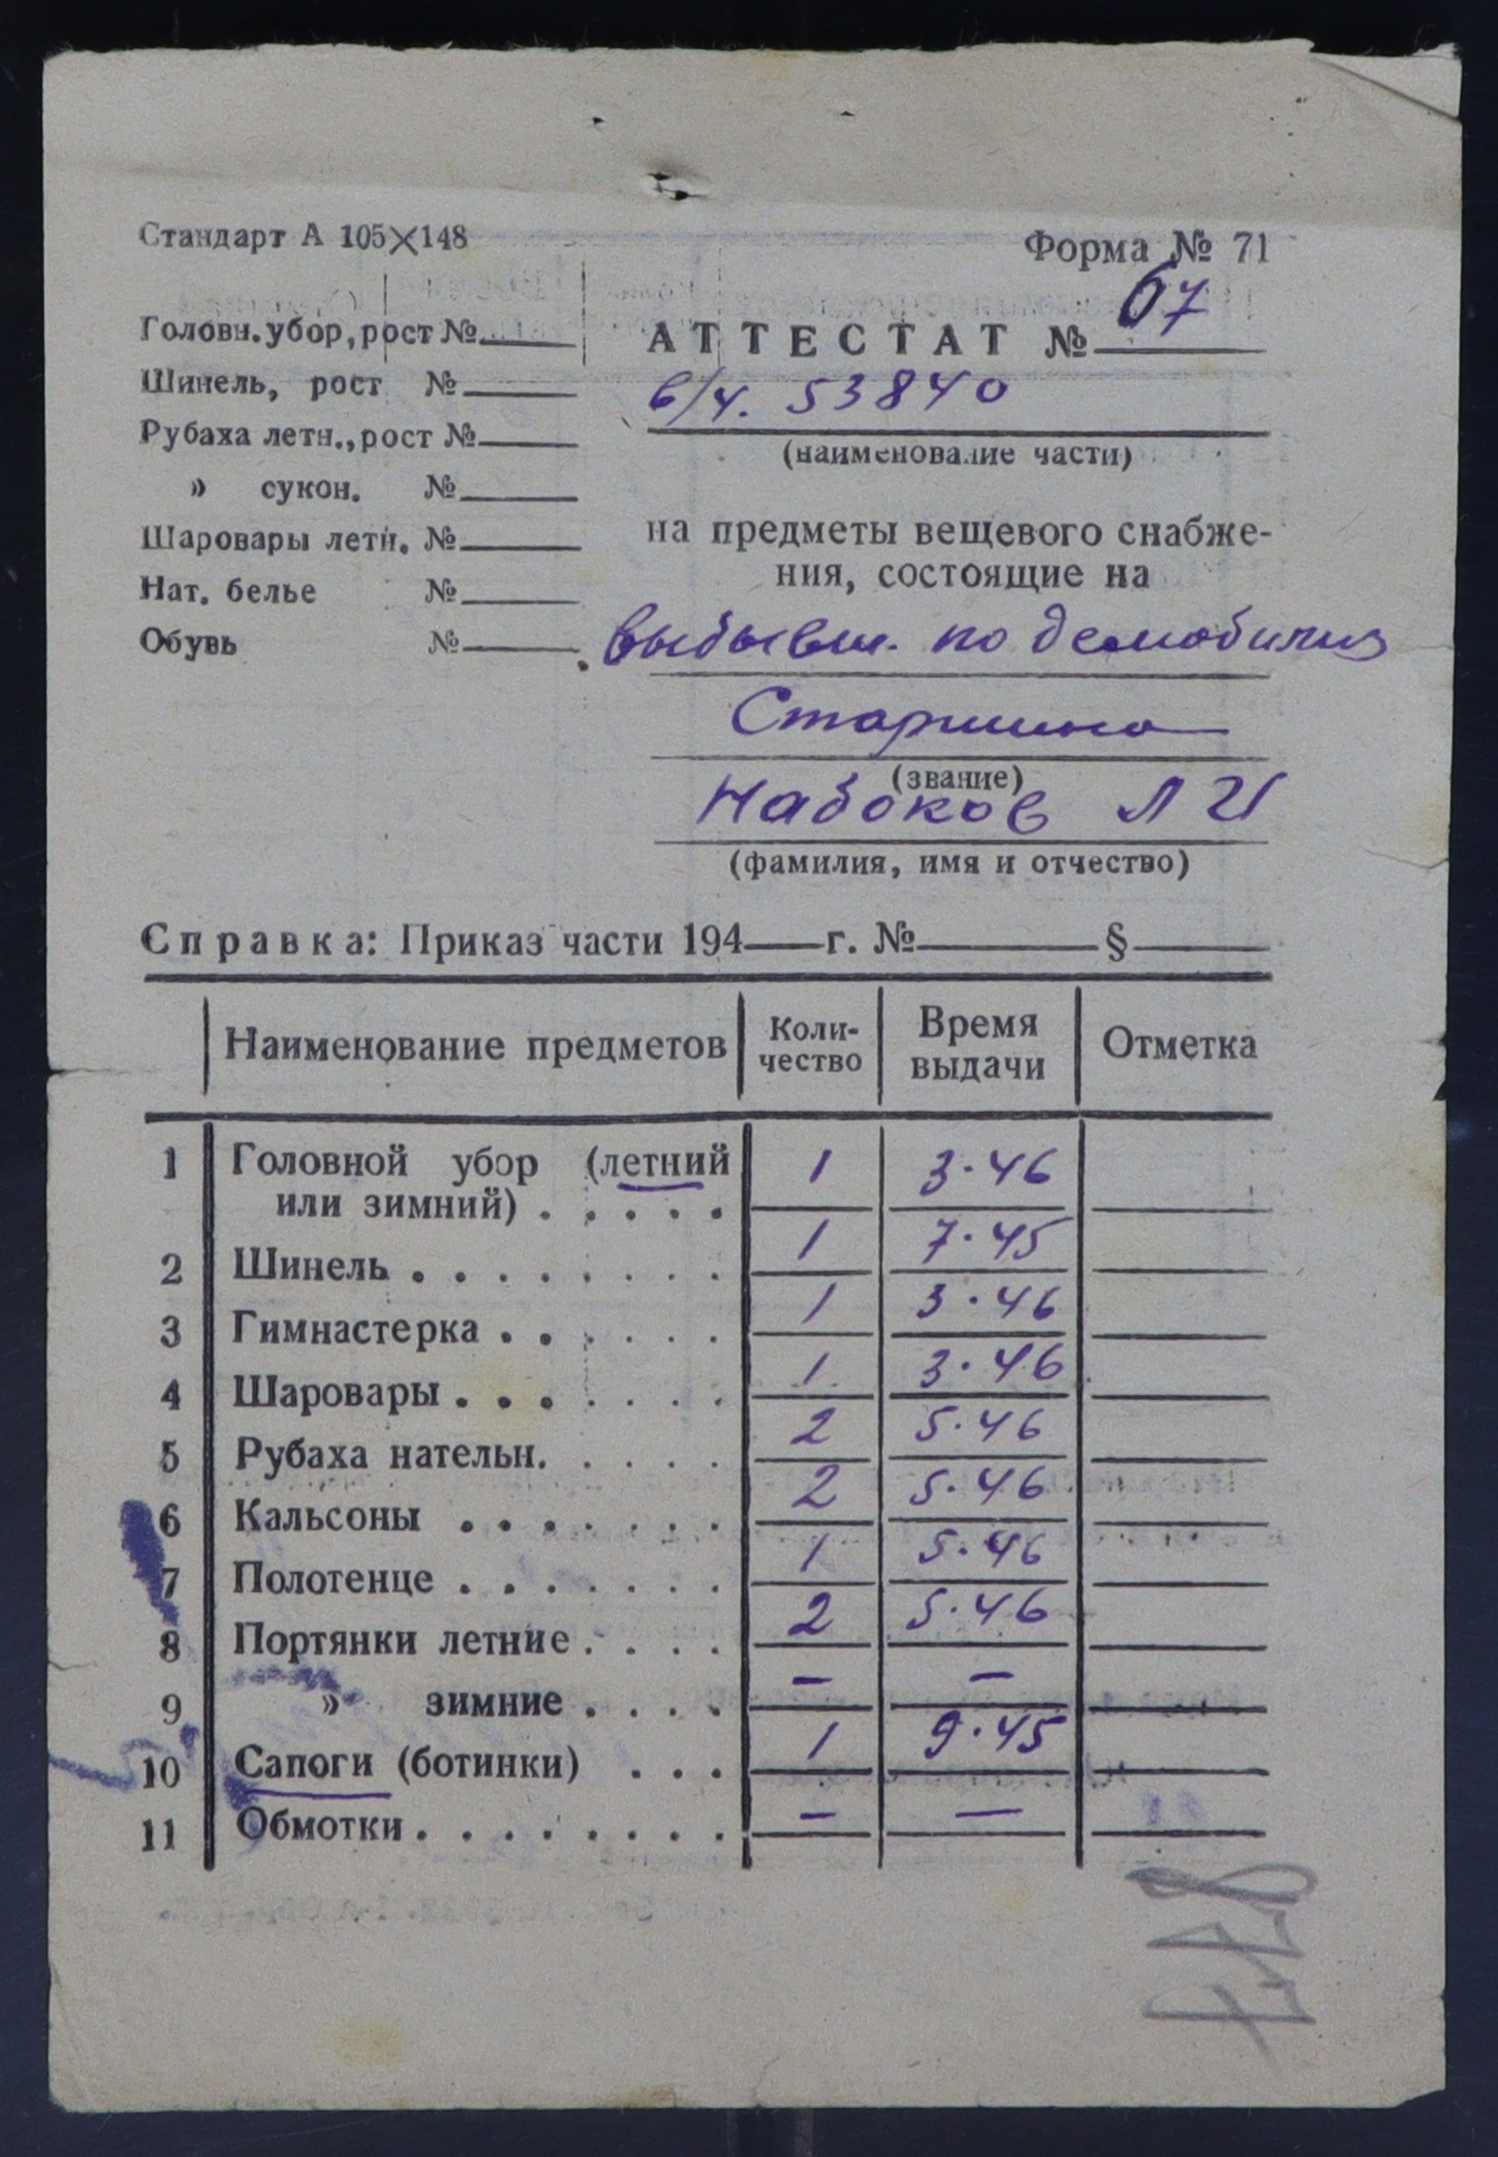 Стандарт А 105×148
Форма № 71
Головн. убор, рост №
Шинель, рост №
Рубаха летн., рост №
» сукон. №
Шаровары летн. №
Нат. белье №
Обувь №
АТТЕСТАТ № 67
в/ч. 53840
(наименование части)
на предметы вещевого снабже-
ния, состоящие на
выбывш. по демобилиз
Старшина
(звание)
Набоков Л И
(фамилия, имя и отчество)
Справка: Приказ части 194 г. № §
Наименование предметов Коли-чество Время выдачи Отметка
1 Головной убор (летний 1 3·46
или зимний) . . . . .
2 Шинель . . . . . . . . 1 7·45
3 Гимнастерка . . . . . . 1 3·46
4 Шаровары . . . . . . . 1 3·46
5 Рубаха нательн. . . . . 2 5·46
6 Кальсоны . . . . . . . 2 5·46
7 Полотенце . . . . . . . 1 5·46
8 Портянки летние . . . . 2 5·46
9 » зимние . . . . — —
10 Сапоги (ботинки) . . . 1 9·45
11 Обмотки . . . . . . . . — —